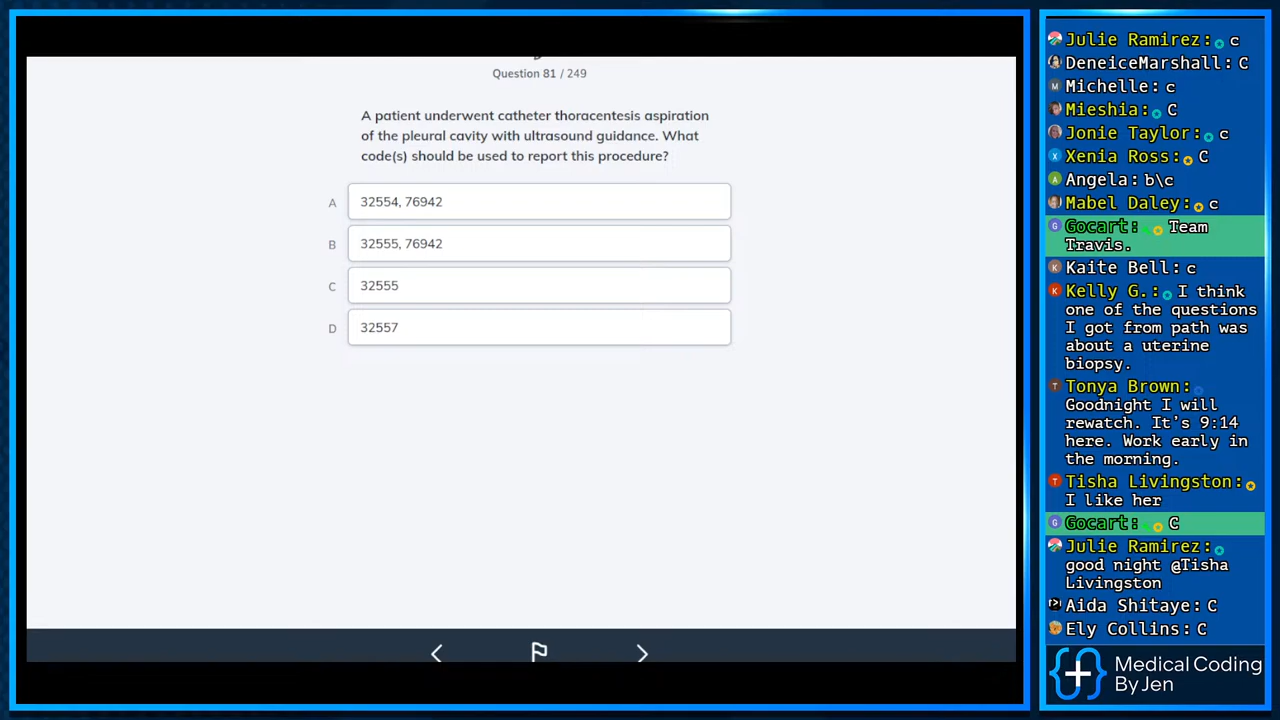 Question 81 / 249
A patient underwent catheter thoracentesis aspiration
of the pleural cavity with ultrasound guidance. What
code(s) should be used to report this procedure?
A 32554, 76942
B 32555, 76942
C 32555
D 32557
Julie Ramirez: c
DeneiceMarshall: C
M Michelle: c
Mieshia: C
Jonie Taylor: c
X Xenia Ross: C
A Angela: b\c
Mabel Daley: c
G Gocart: Team
Travis.
K Kaite Bell: c
K Kelly G.: I think
one of the questions
I got from path was
about a uterine
biopsy.
T Tonya Brown:
Goodnight I will
rewatch. It's 9:14
here. Work early in
the morning.
T Tisha Livingston:
I like her
G Gocart: C
Julie Ramirez:
good night @Tisha
Livingston
Aida Shitaye: C
Ely Collins: C
Medical Coding
By Jen